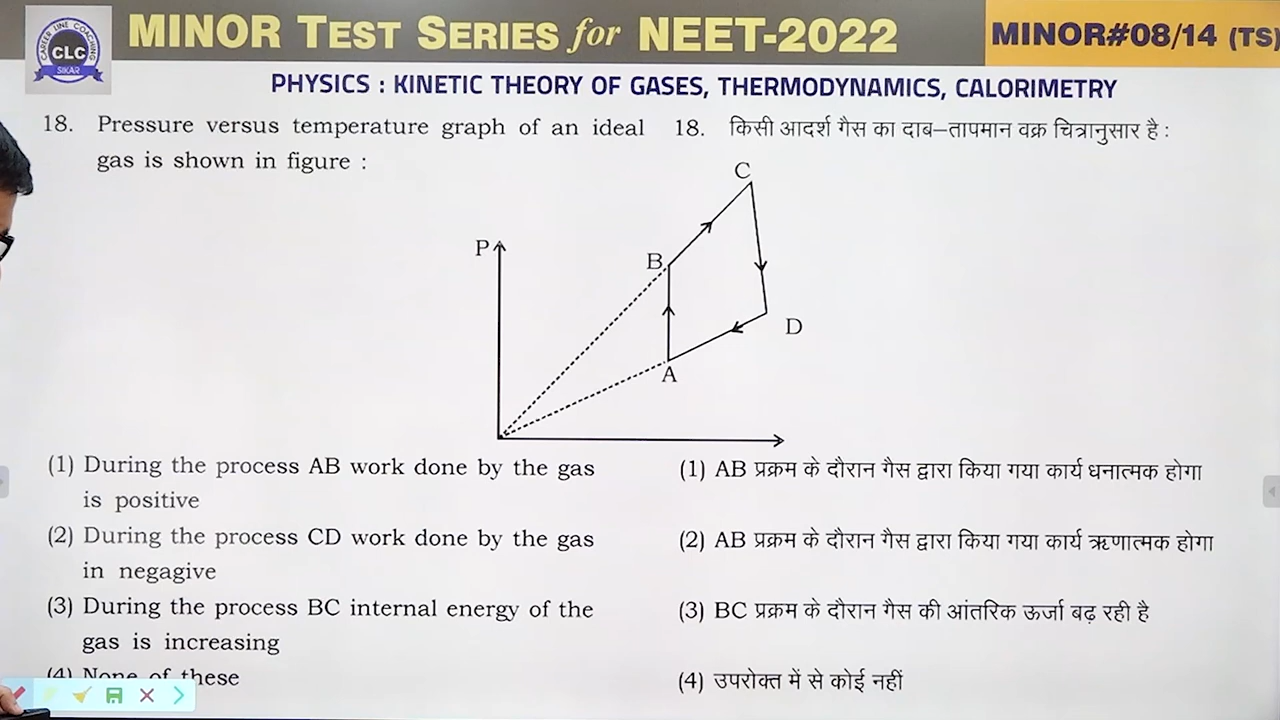 CAREER LINE COACHING
CLC
SIKAR
MINOR TEST SERIES for NEET-2022
MINOR#08/14 (TS)
PHYSICS : KINETIC THEORY OF GASES, THERMODYNAMICS, CALORIMETRY
18. Pressure versus temperature graph of an ideal
gas is shown in figure :
18. किसी आदर्श गैस का दाब–तापमान वक्र चित्रानुसार है :
C
P
B
D
A
(1) During the process AB work done by the gas
is positive
(2) During the process CD work done by the gas
in negagive
(3) During the process BC internal energy of the
gas is increasing
(4) None of these
(1) AB प्रक्रम के दौरान गैस द्वारा किया गया कार्य धनात्मक होगा
(2) AB प्रक्रम के दौरान गैस द्वारा किया गया कार्य ऋणात्मक होगा
(3) BC प्रक्रम के दौरान गैस की आंतरिक ऊर्जा बढ़ रही है
(4) उपरोक्त में से कोई नहीं